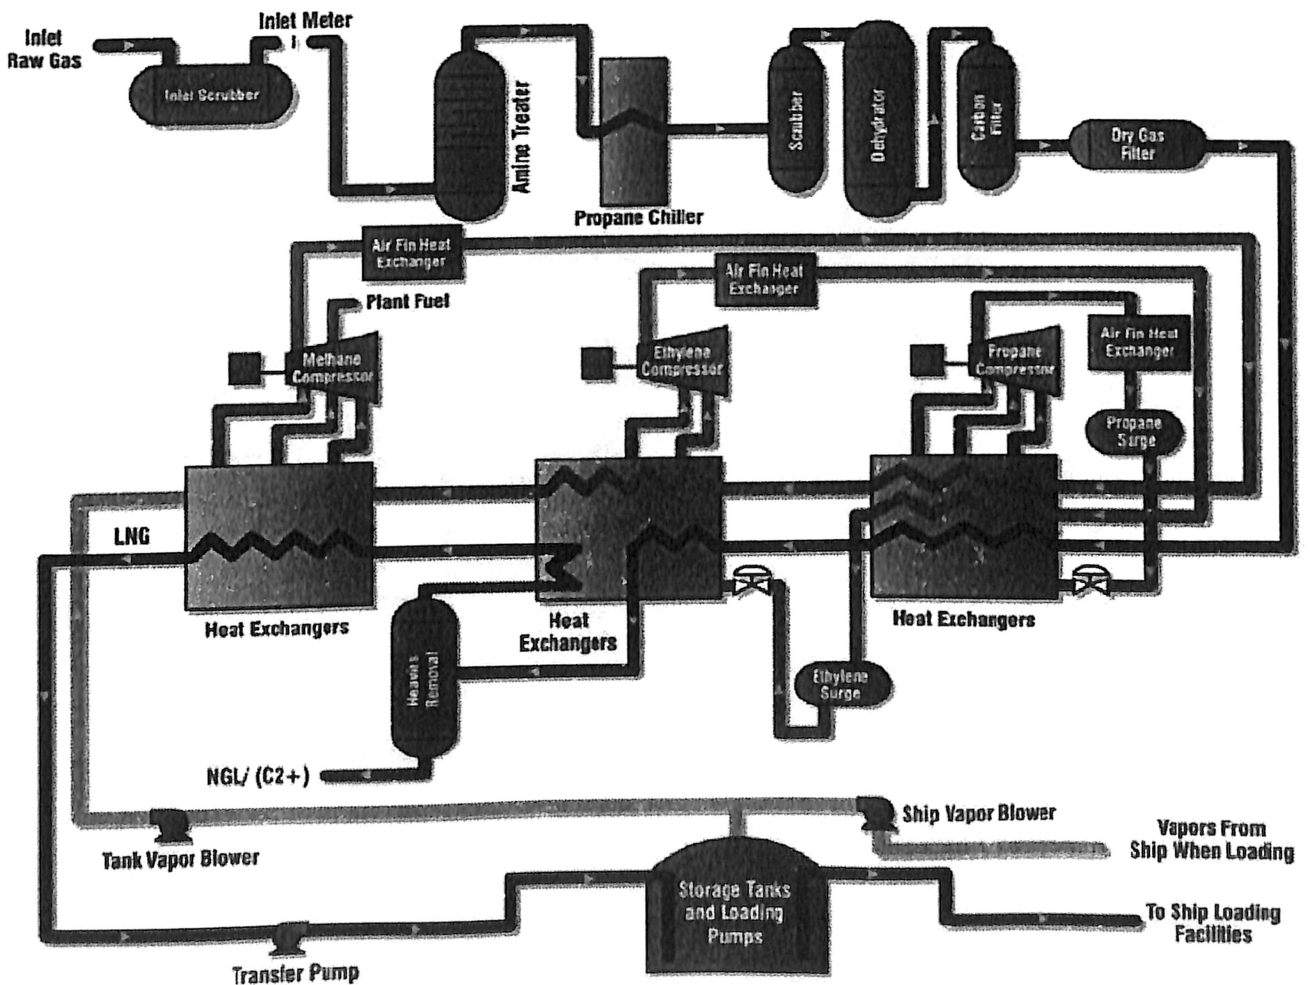 Inlet
Raw Gas
Inlet Meter
Inlet Scrubber
Amine Treater
Propane Chiller
Scrubber
Dehydrator
Carbon
Filter
Dry Gas
Filter
Air Fin Heat
Exchanger
Air Fin Heat
Exchanger
Plant Fuel
Methane
Compressor
Ethylene
Compressor
Propane
Compressor
Air Fin Heat
Exchanger
Propane
Surge
LNG
Heat Exchangers
Heat
Exchangers
Heat Exchangers
Heavies
Removal
Ethylene
Surge
NGL/ (C2+)
Tank Vapor Blower
Ship Vapor Blower
Vapors From
Ship When Loading
Storage Tanks
and Loading
Pumps
To Ship Loading
Facilities
Transfer Pump